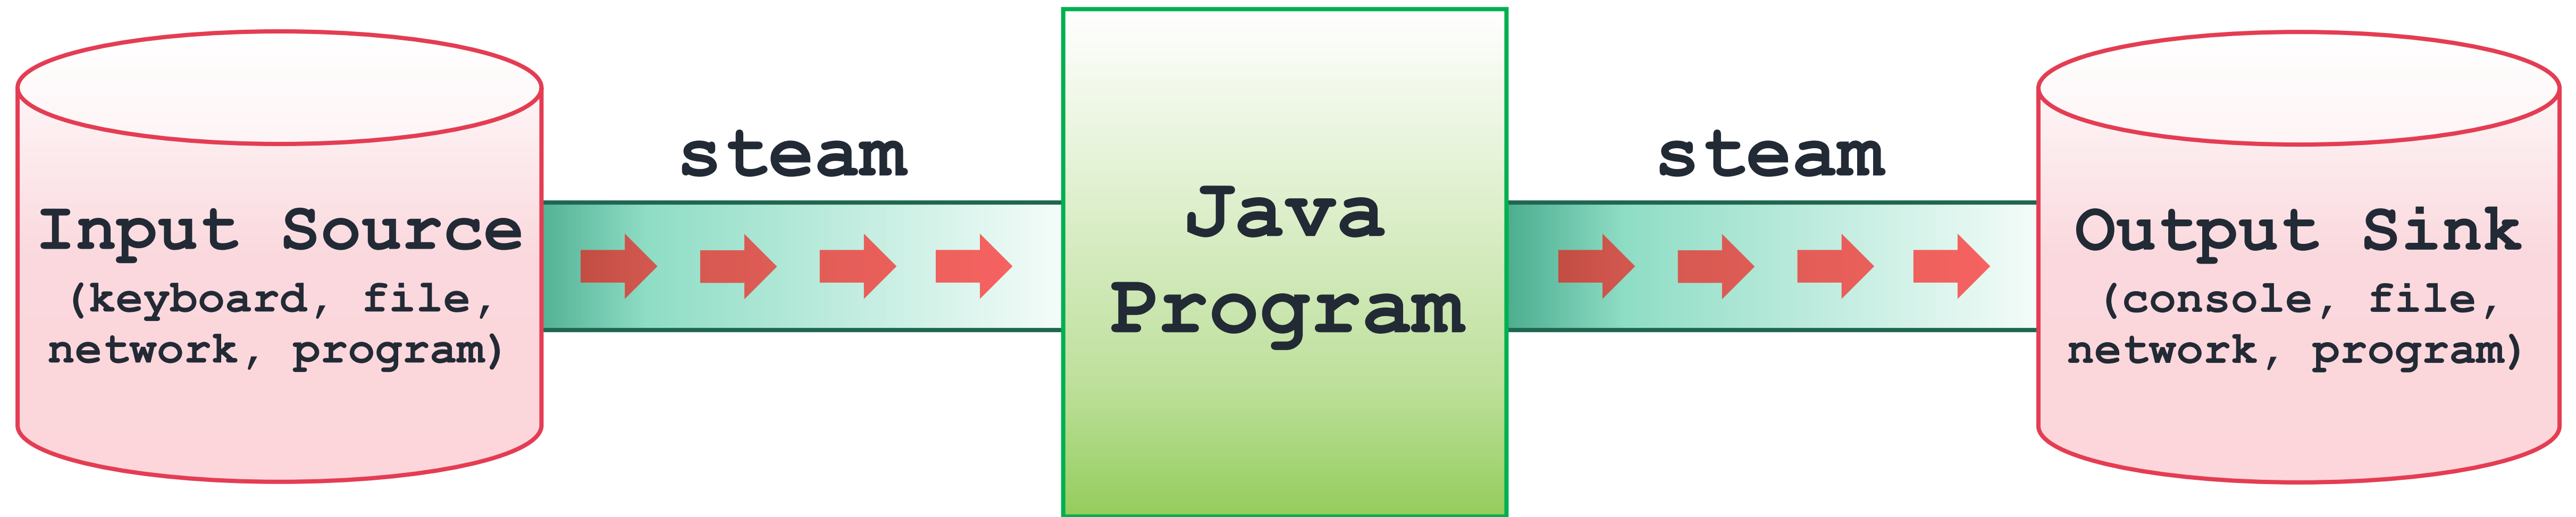 Input Source
(keyboard, file,
network, program)
steam
Java
Program
steam
Output Sink
(console, file,
network, program)